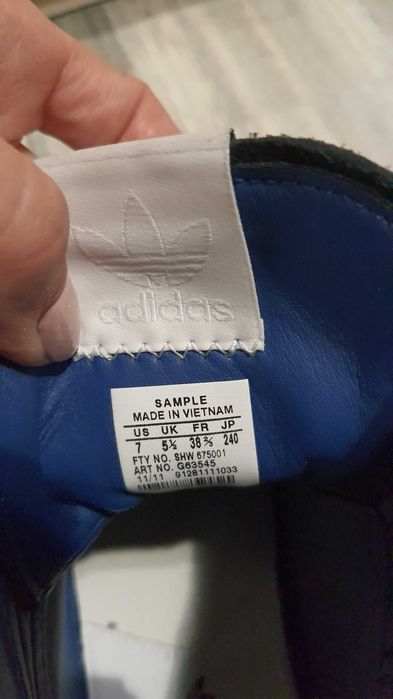 adidas
SAMPLE
MADE IN VIETNAM
US UK FR JP
7 5½ 38⅔ 240
FTY NO. SHW 675001
ART NO. G63545
11/11 91281111033